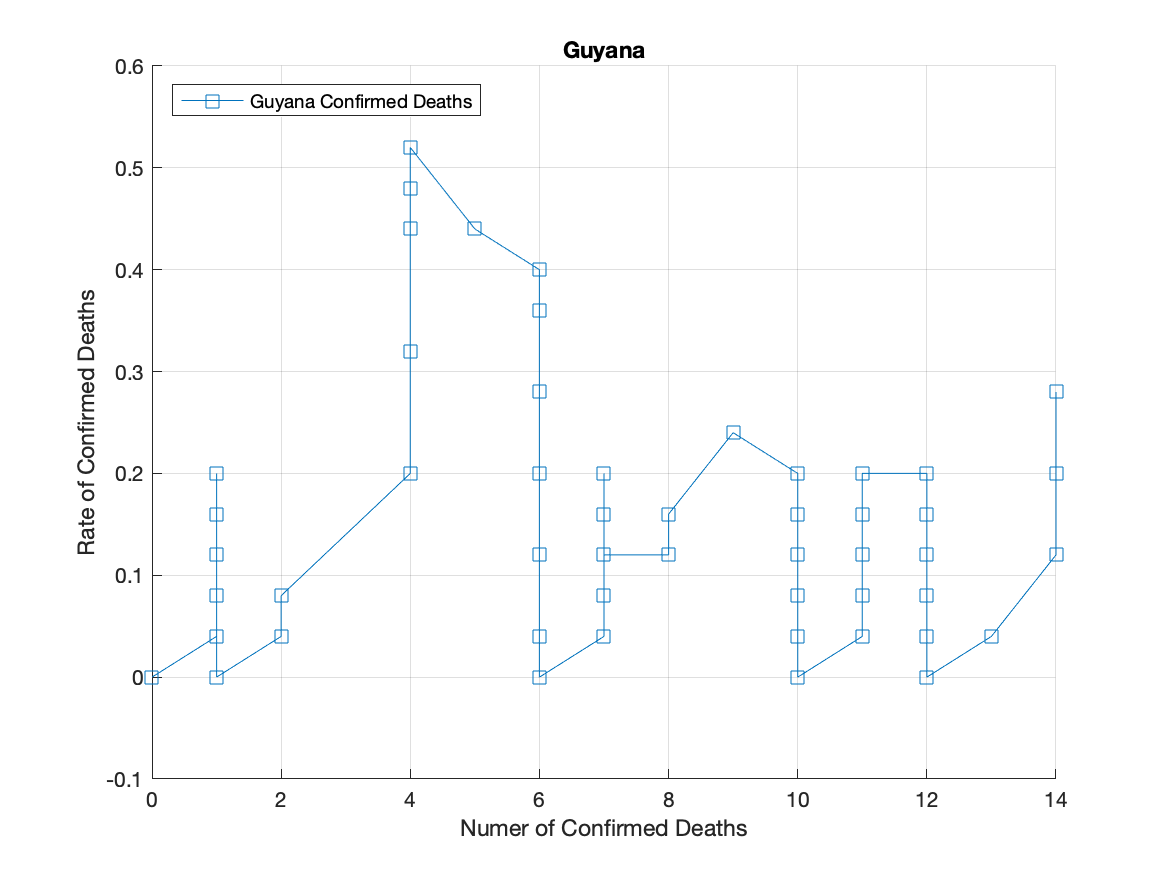 Guyana
Guyana Confirmed Deaths
0.6
0.5
0.4
0.3
0.2
0.1
0
-0.1
Rate of Confirmed Deaths
0 2 4 6 8 10 12 14
Numer of Confirmed Deaths